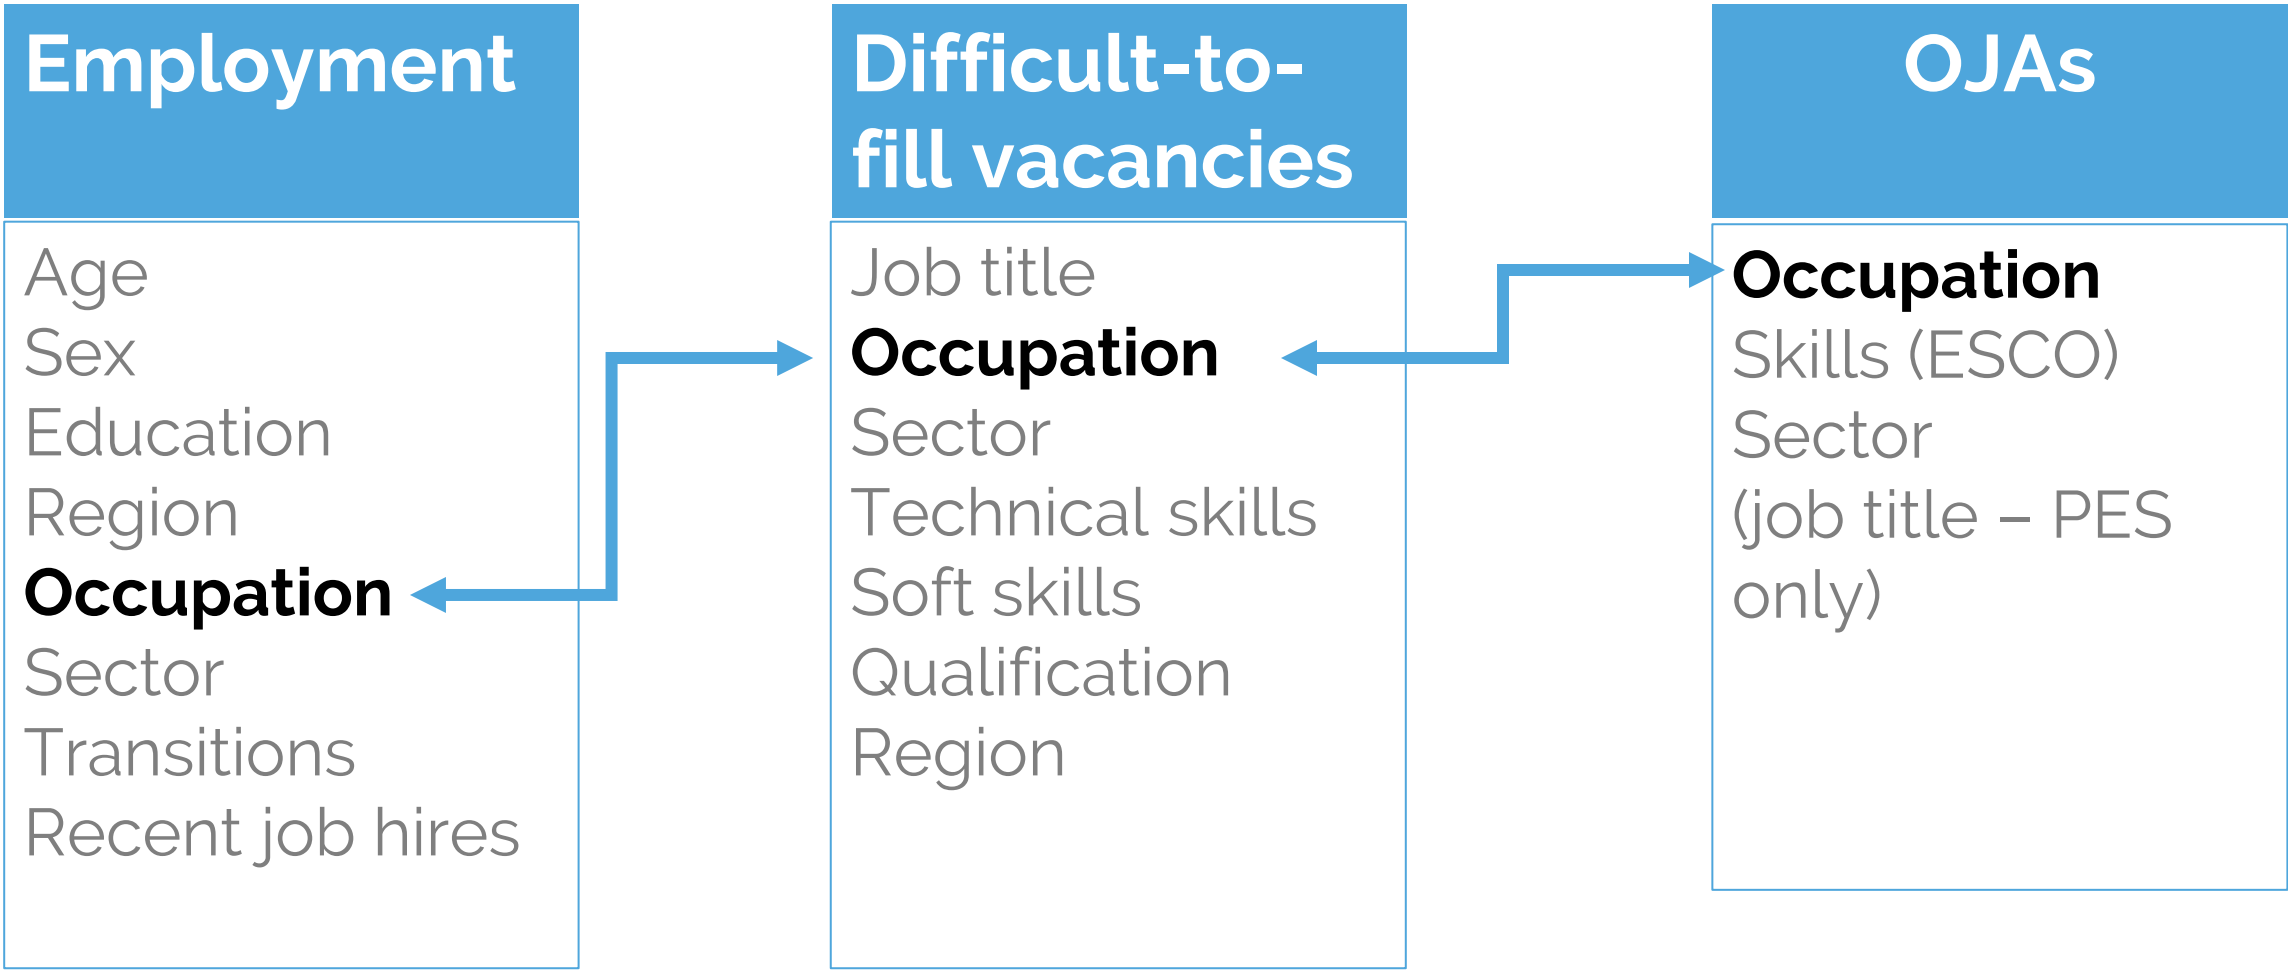 Employment
Age
Sex
Education
Region
Occupation
Sector
Transitions
Recent job hires
Difficult-to-
fill vacancies
Job title
Occupation
Sector
Technical skills
Soft skills
Qualification
Region
OJAs
Occupation
Skills (ESCO)
Sector
(job title – PES
only)